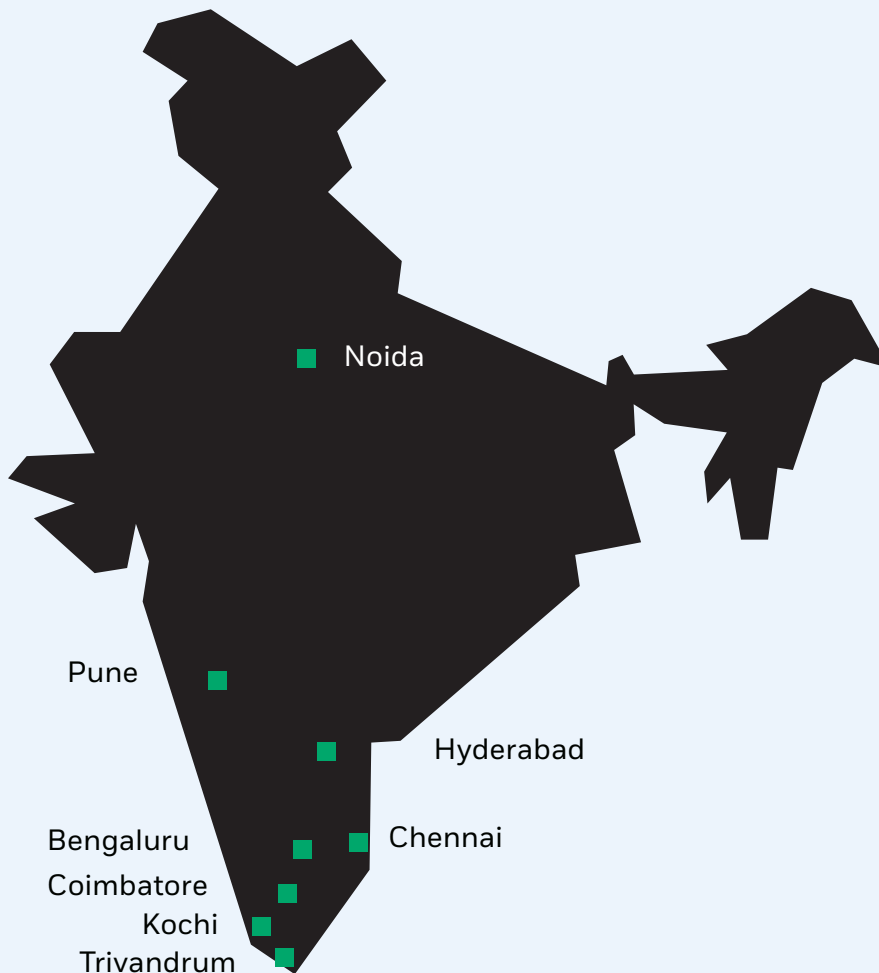 Noida
Pune
Hyderabad
Bengaluru
Chennai
Coimbatore
Kochi
Trivandrum